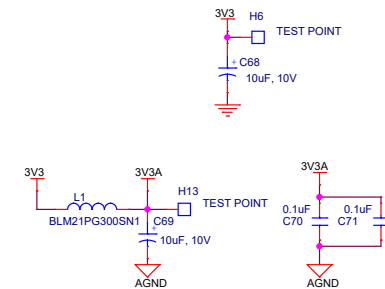 3V3
H6
TEST POINT
+
C68
10uF, 10V
3V3
3V3A
H13
L1
TEST POINT
BLM21PG300SN1
C69
+
10uF, 10V
AGND
3V3A
0.1uF
C70
0.1uF
C71
AGND